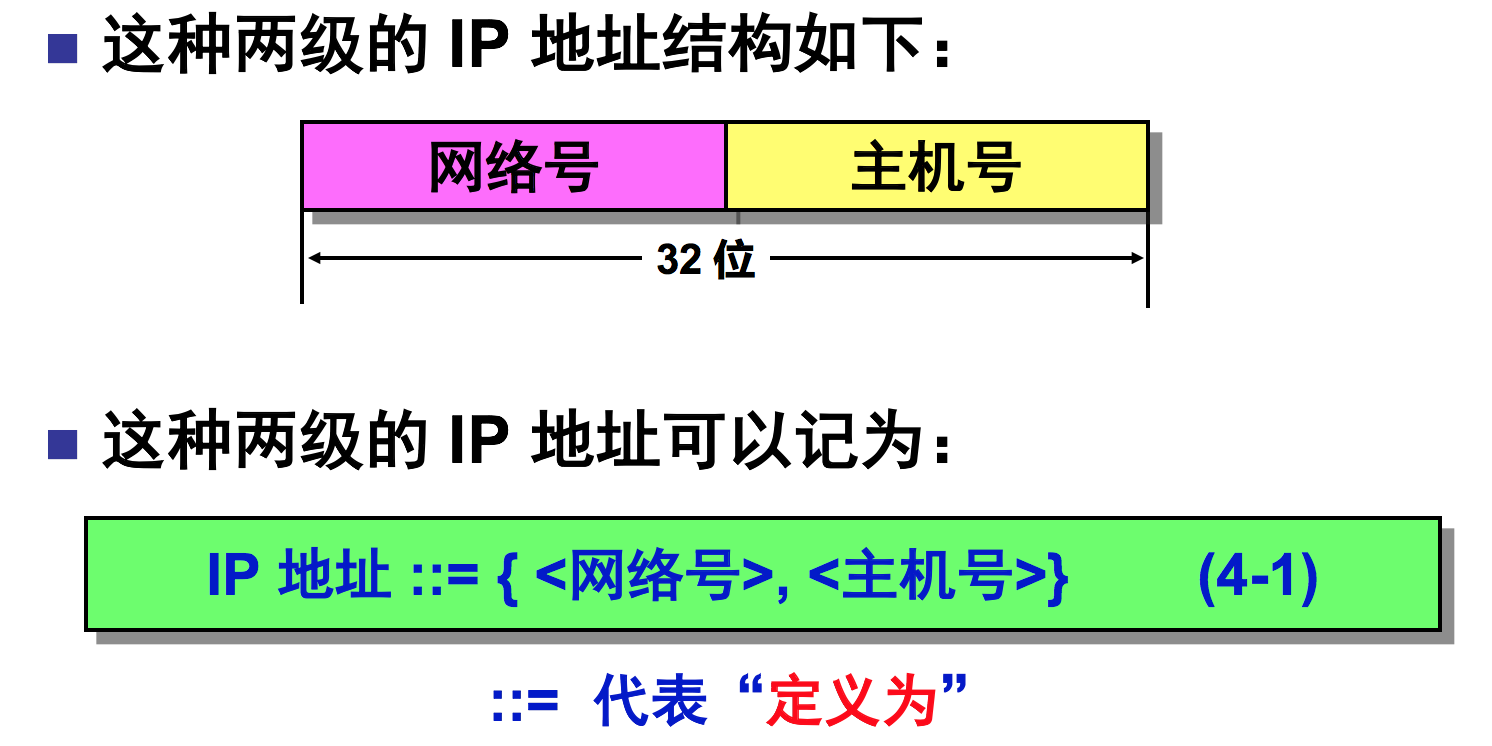 这种两级的 IP 地址结构如下：
网络号 主机号
32 位
这种两级的 IP 地址可以记为：
IP 地址 ::= { <网络号>, <主机号>} (4-1)
::= 代表“定义为”